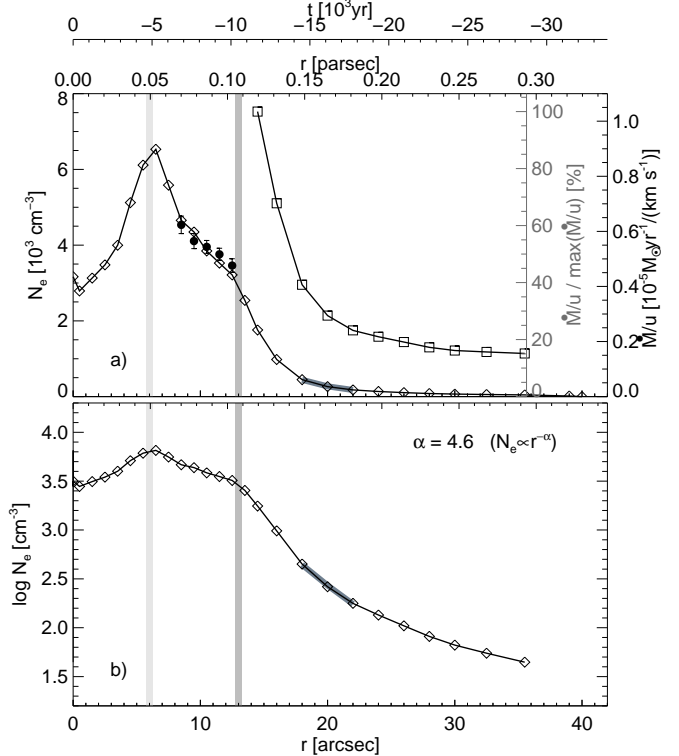 t [10³yr]
0 −5 −10 −15 −20 −25 −30
r [parsec]
0.00 0.05 0.10 0.15 0.20 0.25 0.30
8
6
4
2
0
Nₑ [10³ cm⁻³]
a)
100
80
60
40
20
0
Ṁ/u / max(Ṁ/u) [%]
1.0
0.8
0.6
0.4
0.2
0.0
Ṁ/u [10⁻⁵M☉yr⁻¹/(km s⁻¹)]
4.0
3.5
3.0
2.5
2.0
1.5
log Nₑ [cm⁻³]
α = 4.6 (Nₑ∝r⁻ᵅ)
b)
0 10 20 30 40
r [arcsec]